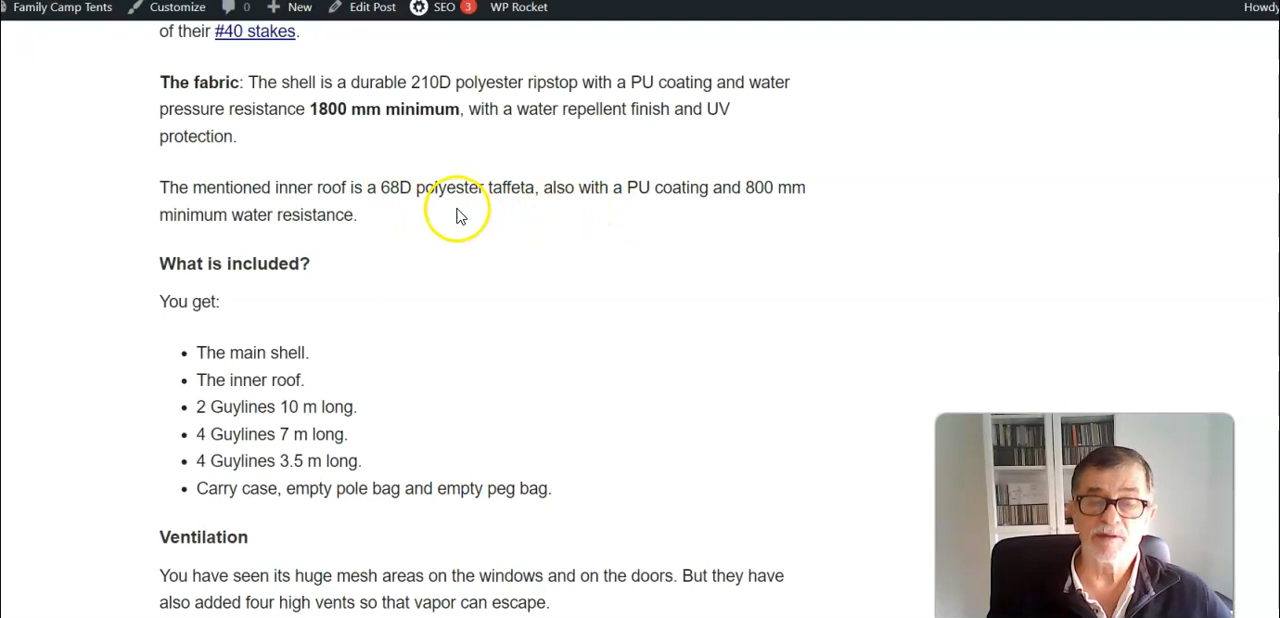 Family Camp Tents Customize 0 New Edit Post SEO 3 WP Rocket Howdy
of their #40 stakes.
The fabric: The shell is a durable 210D polyester ripstop with a PU coating and water
pressure resistance 1800 mm minimum, with a water repellent finish and UV
protection.
The mentioned inner roof is a 68D polyester taffeta, also with a PU coating and 800 mm
minimum water resistance.
What is included?
You get:
• The main shell.
• The inner roof.
• 2 Guylines 10 m long.
• 4 Guylines 7 m long.
• 4 Guylines 3.5 m long.
• Carry case, empty pole bag and empty peg bag.
Ventilation
You have seen its huge mesh areas on the windows and on the doors. But they have
also added four high vents so that vapor can escape.